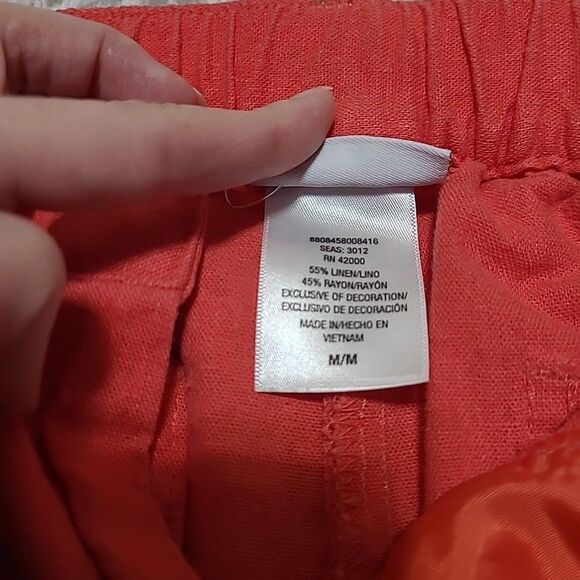 6808458008416
SEAS: 3012
RN 42000
55% LINEN/LINO
45% RAYON/RAYÓN
EXCLUSIVE OF DECORATION/
EXCLUSIVO DE DECORACIÓN
MADE IN/HECHO EN
VIETNAM
M/M